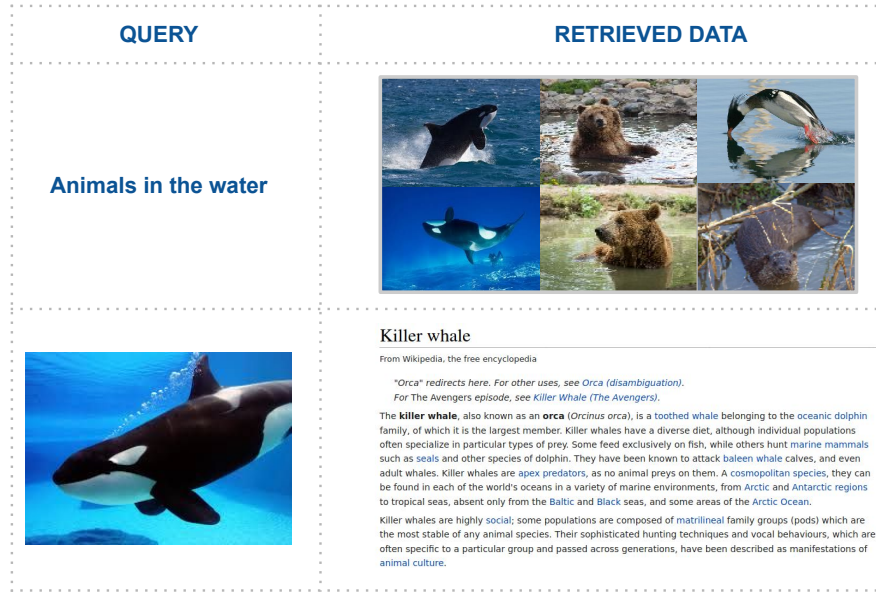 QUERY
RETRIEVED DATA
Animals in the water
Killer whale
From Wikipedia, the free encyclopedia
"Orca" redirects here. For other uses, see Orca (disambiguation).
For The Avengers episode, see Killer Whale (The Avengers).
The killer whale, also known as an orca (Orcinus orca), is a toothed whale belonging to the oceanic dolphin
family, of which it is the largest member. Killer whales have a diverse diet, although individual populations
often specialize in particular types of prey. Some feed exclusively on fish, while others hunt marine mammals
such as seals and other species of dolphin. They have been known to attack baleen whale calves, and even
adult whales. Killer whales are apex predators, as no animal preys on them. A cosmopolitan species, they can
be found in each of the world's oceans in a variety of marine environments, from Arctic and Antarctic regions
to tropical seas, absent only from the Baltic and Black seas, and some areas of the Arctic Ocean.
Killer whales are highly social; some populations are composed of matrilineal family groups (pods) which are
the most stable of any animal species. Their sophisticated hunting techniques and vocal behaviours, which are
often specific to a particular group and passed across generations, have been described as manifestations of
animal culture.